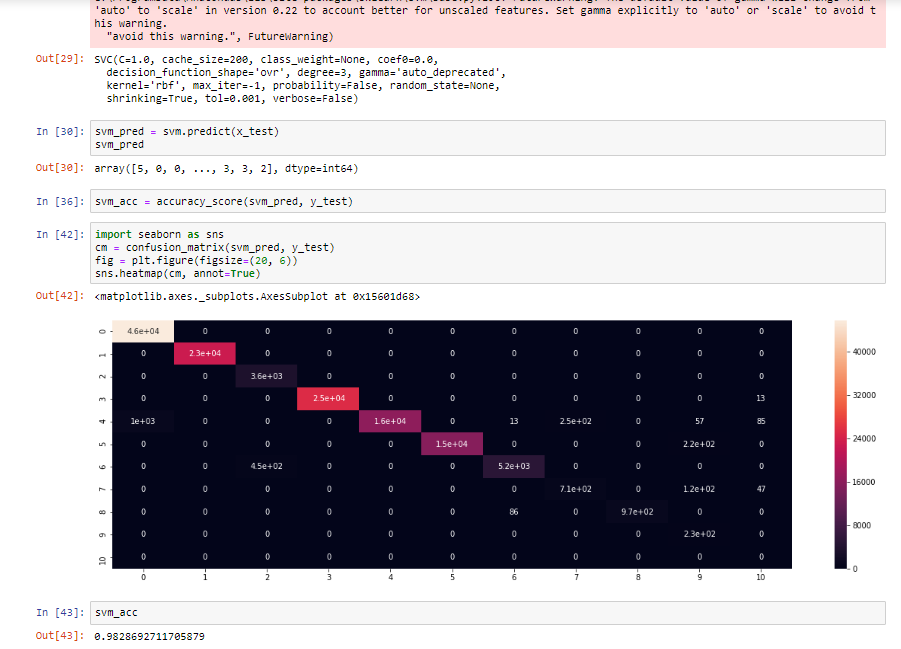 'auto' to 'scale' in version 0.22 to account better for unscaled features. Set gamma explicitly to 'auto' or 'scale' to avoid t
his warning.
"avoid this warning.", FutureWarning)
Out[29]: SVC(C=1.0, cache_size=200, class_weight=None, coef0=0.0,
decision_function_shape='ovr', degree=3, gamma='auto_deprecated',
kernel='rbf', max_iter=-1, probability=False, random_state=None,
shrinking=True, tol=0.001, verbose=False)
In [30]: svm_pred = svm.predict(x_test)
svm_pred
Out[30]: array([5, 0, 0, ..., 3, 3, 2], dtype=int64)
In [36]: svm_acc = accuracy_score(svm_pred, y_test)
In [42]: import seaborn as sns
cm = confusion_matrix(svm_pred, y_test)
fig = plt.figure(figsize=(20, 6))
sns.heatmap(cm, annot=True)
Out[42]: <matplotlib.axes._subplots.AxesSubplot at 0x15601d68>
0 4.6e+04 0 0 0 0 0 0 0 0 0 0
1 0 2.3e+04 0 0 0 0 0 0 0 0 0
2 0 0 3.6e+03 0 0 0 0 0 0 0 0
3 0 0 0 2.5e+04 0 0 0 0 0 0 13
4 1e+03 0 0 0 1.6e+04 0 13 2.5e+02 0 57 85
5 0 0 0 0 0 1.5e+04 0 0 0 2.2e+02 0
6 0 0 4.5e+02 0 0 0 5.2e+03 0 0 0 0
7 0 0 0 0 0 0 0 7.1e+02 0 1.2e+02 47
8 0 0 0 0 0 0 86 0 9.7e+02 0 0
9 0 0 0 0 0 0 0 0 0 2.3e+02 0
10 0 0 0 0 0 0 0 0 0 0 0
0 1 2 3 4 5 6 7 8 9 10
40000
32000
24000
16000
8000
0
In [43]: svm_acc
Out[43]: 0.9828692711705879